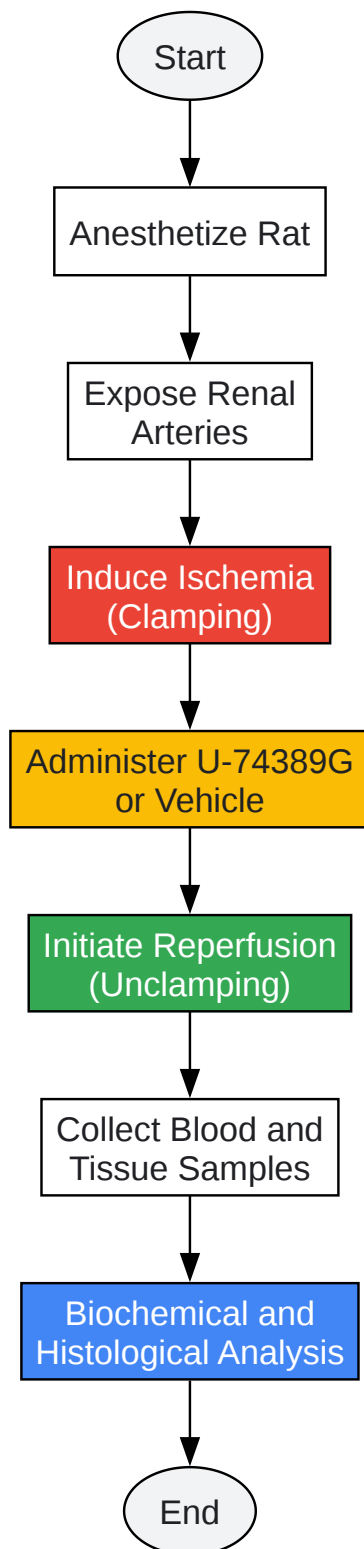 Start
Anesthetize Rat
Expose Renal
Arteries
Induce Ischemia
(Clamping)
Administer U-74389G
or Vehicle
Initiate Reperfusion
(Unclamping)
Collect Blood and
Tissue Samples
Biochemical and
Histological Analysis
End